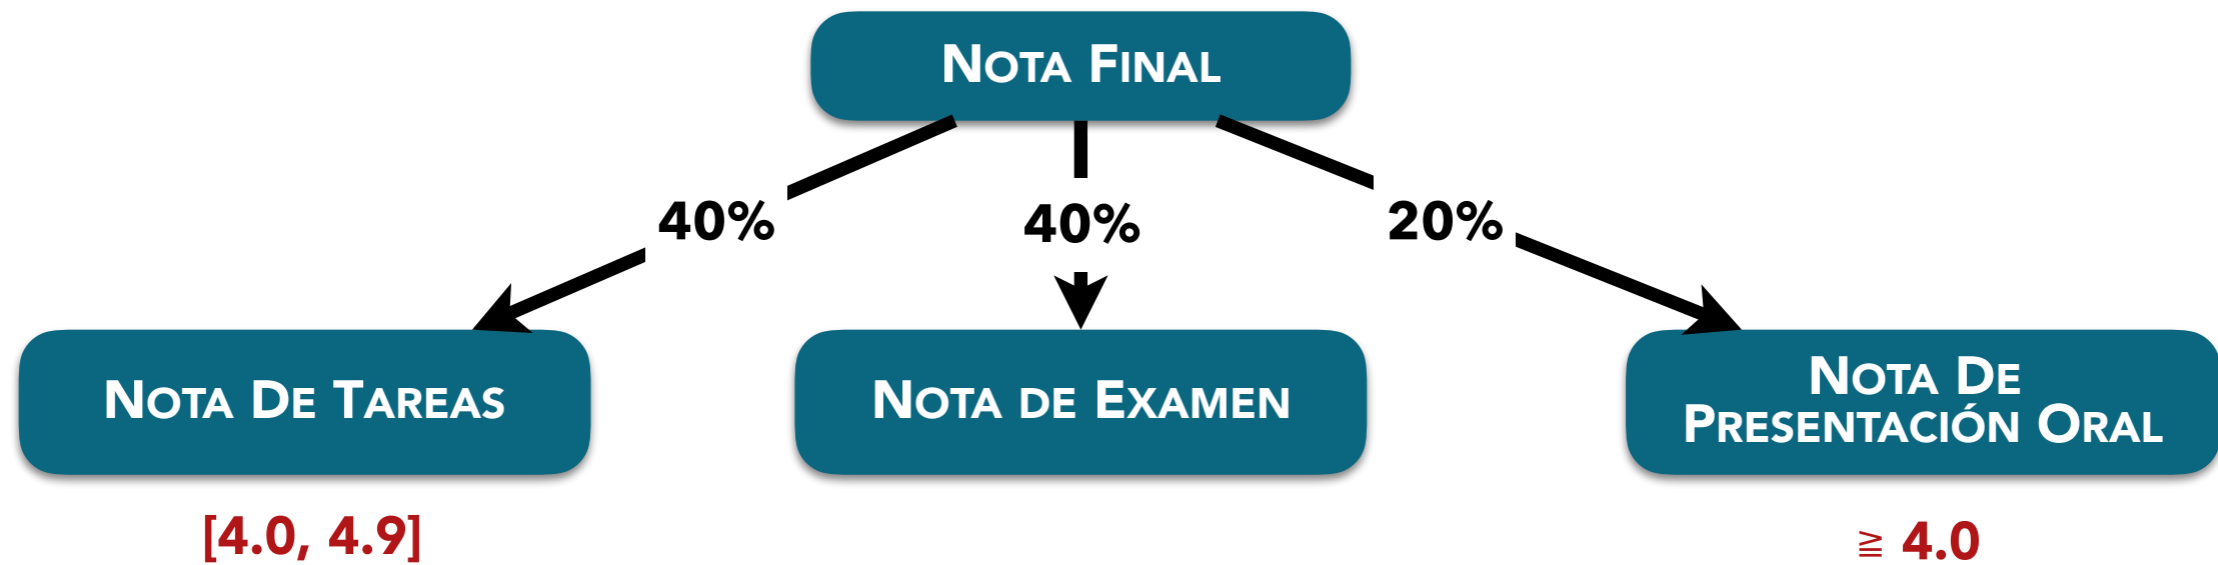 NOTA FINAL
40%
40%
20%
NOTA DE TAREAS
NOTA DE EXAMEN
NOTA DE
PRESENTACIÓN ORAL
[4.0, 4.9]
≧ 4.0